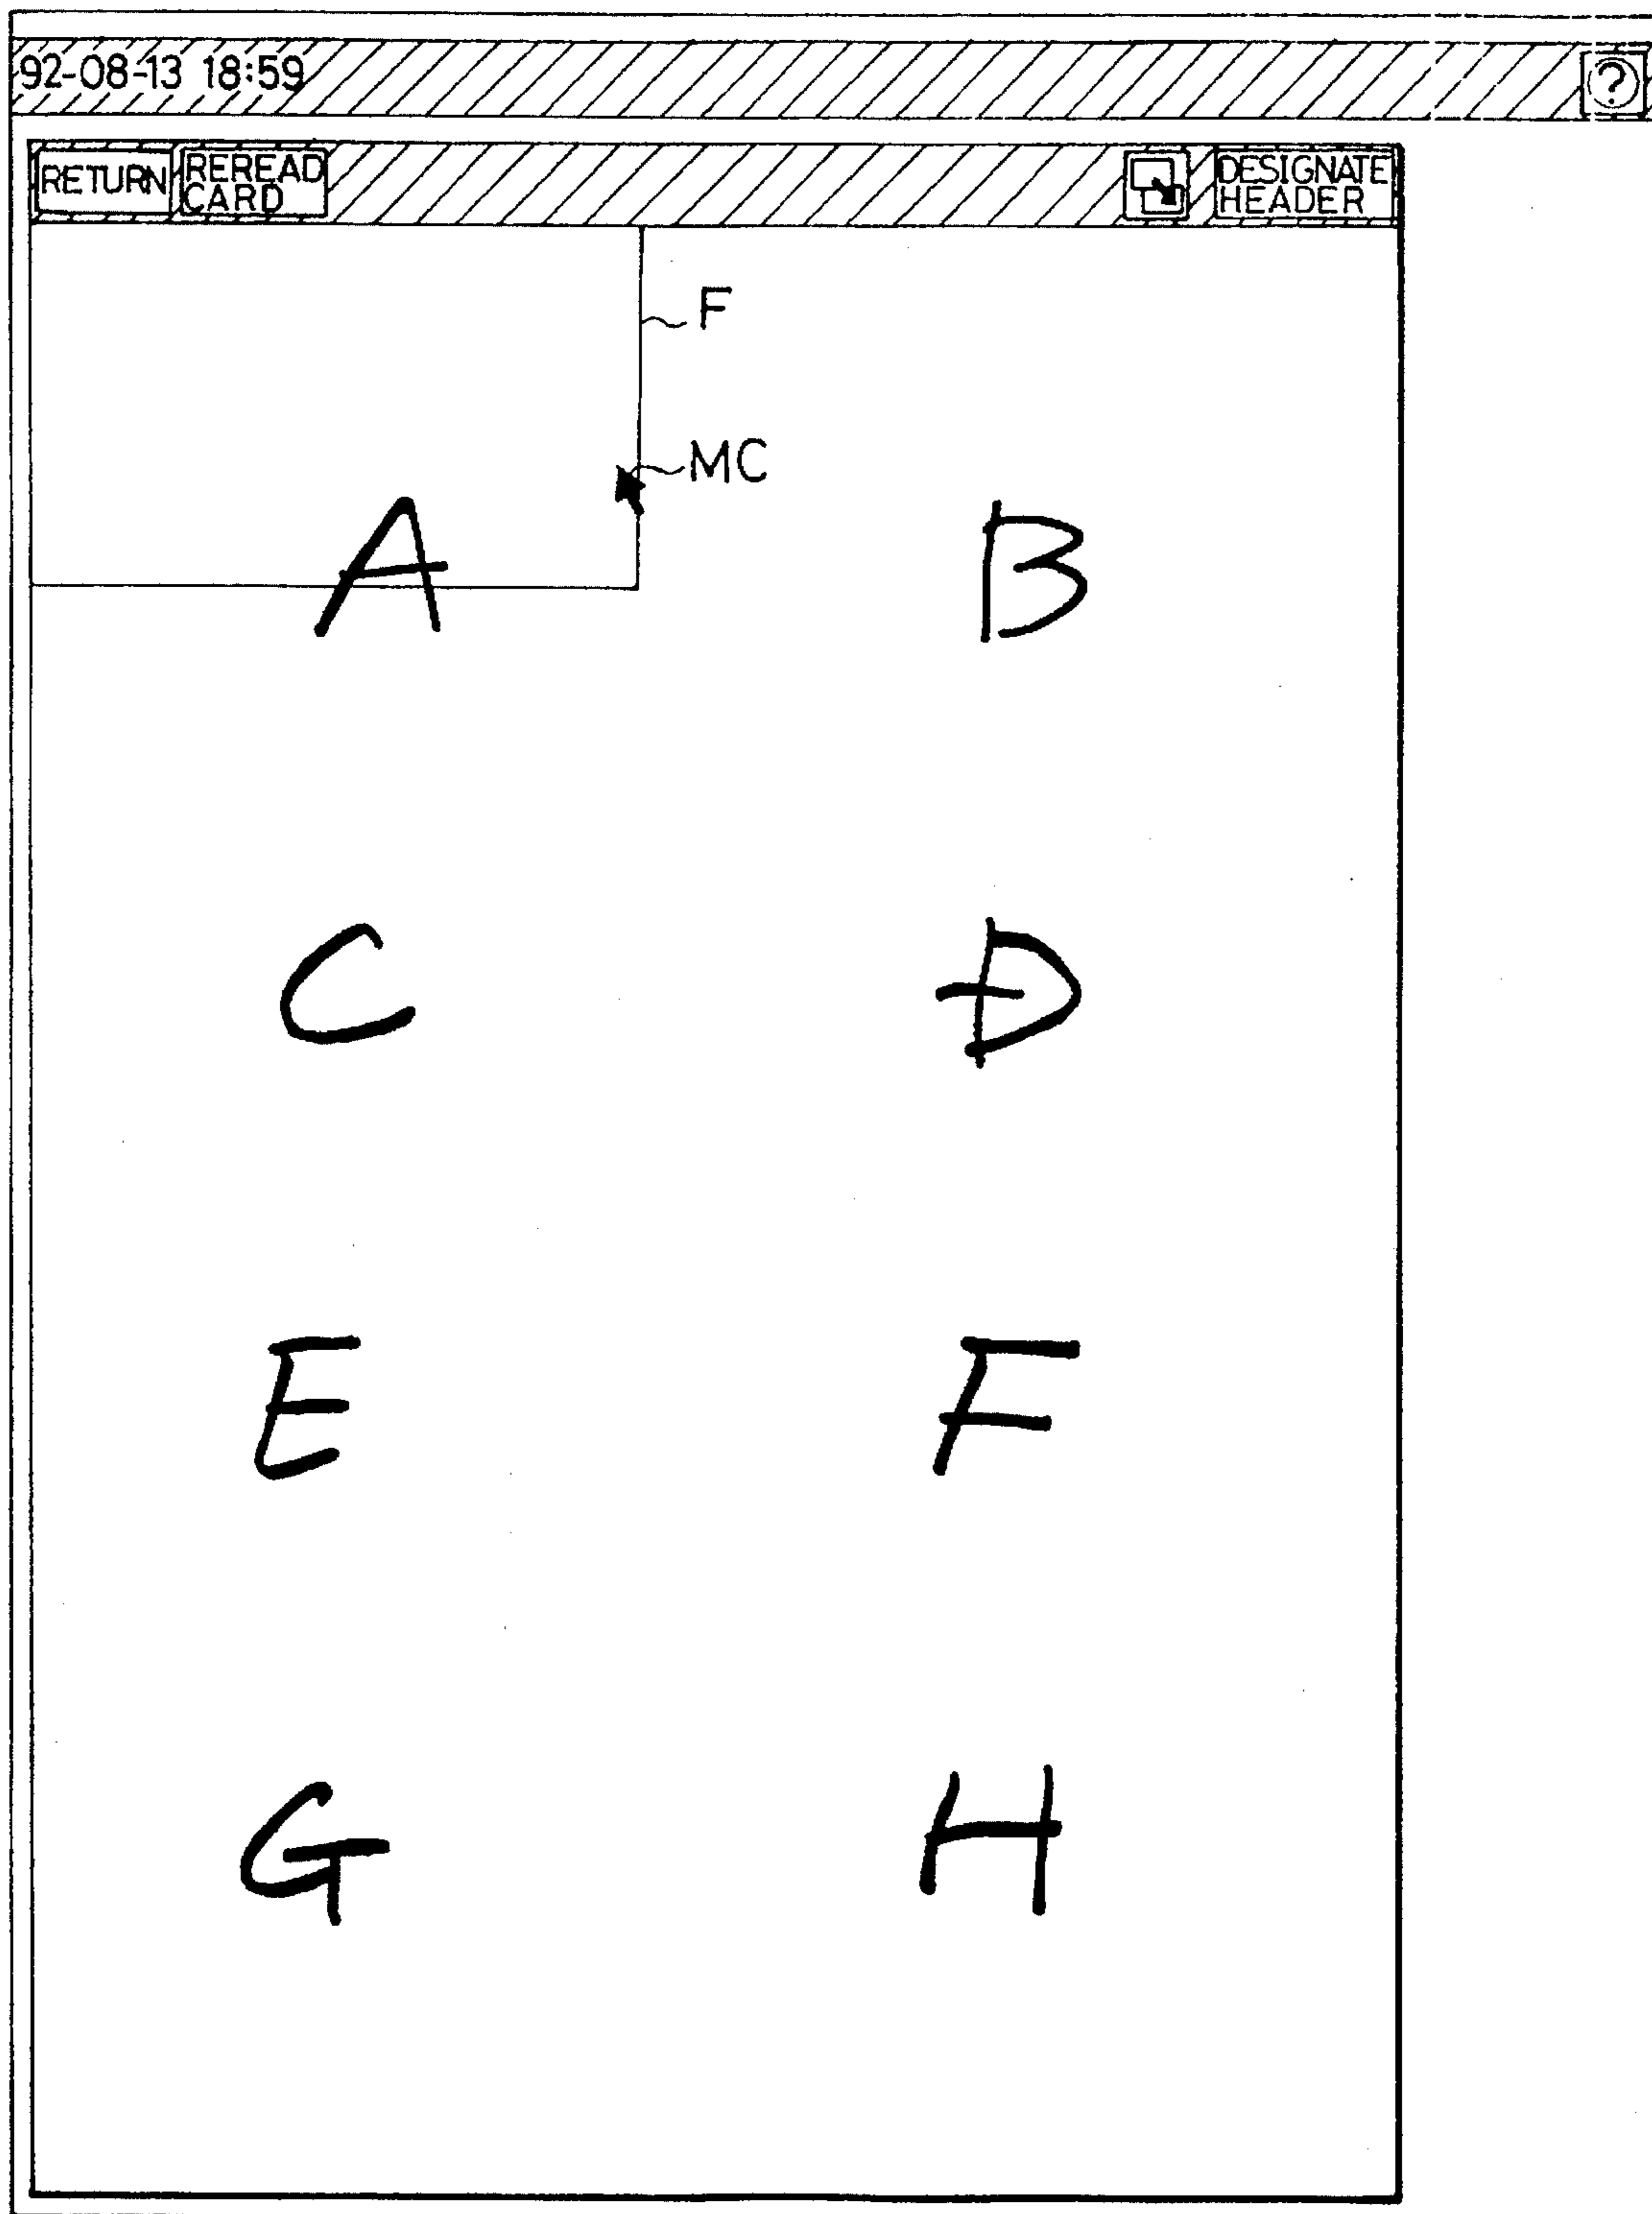 92-08-13 18:59 ?
RETURN REREAD CARD DESIGNATE HEADER
F
MC
A B
C D
E F
G H